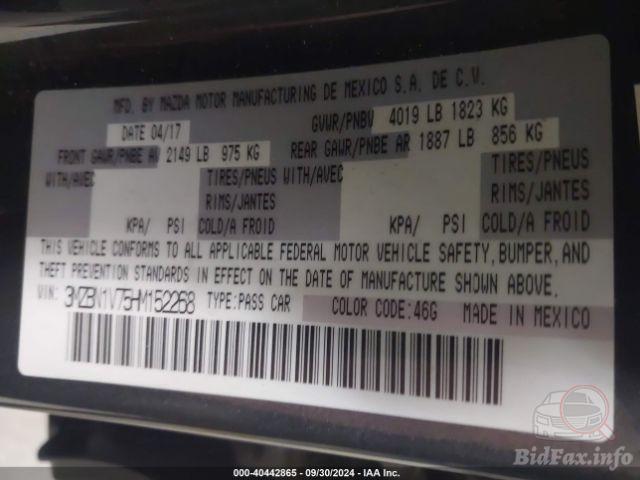 MFD. BY MAZDA MOTOR MANUFACTURING DE MEXICO S.A. DE C.V.
DATE 04/17 GVWR/PNBV 4019 LB 1823 KG
FRONT GAWR/PNBE AV 2149 LB 975 KG REAR GAWR/PNBE AR 1887 LB 856 KG
WITH/AVEC TIRES/PNEUS WITH/AVEC TIRES/PNEUS
RIMS/JANTES RIMS/JANTES
KPA/ PSI COLD/A FROID KPA/ PSI COLD/A FROID
THIS VEHICLE CONFORMS TO ALL APPLICABLE FEDERAL MOTOR VEHICLE SAFETY, BUMPER, AND
THEFT PREVENTION STANDARDS IN EFFECT ON THE DATE OF MANUFACTURE SHOWN ABOVE.
VIN: 3MZBN1V75HM152268 TYPE:PASS CAR COLOR CODE:46G MADE IN MEXICO
BidFax.info
000-40442865 - 09/30/2024 - IAA Inc.